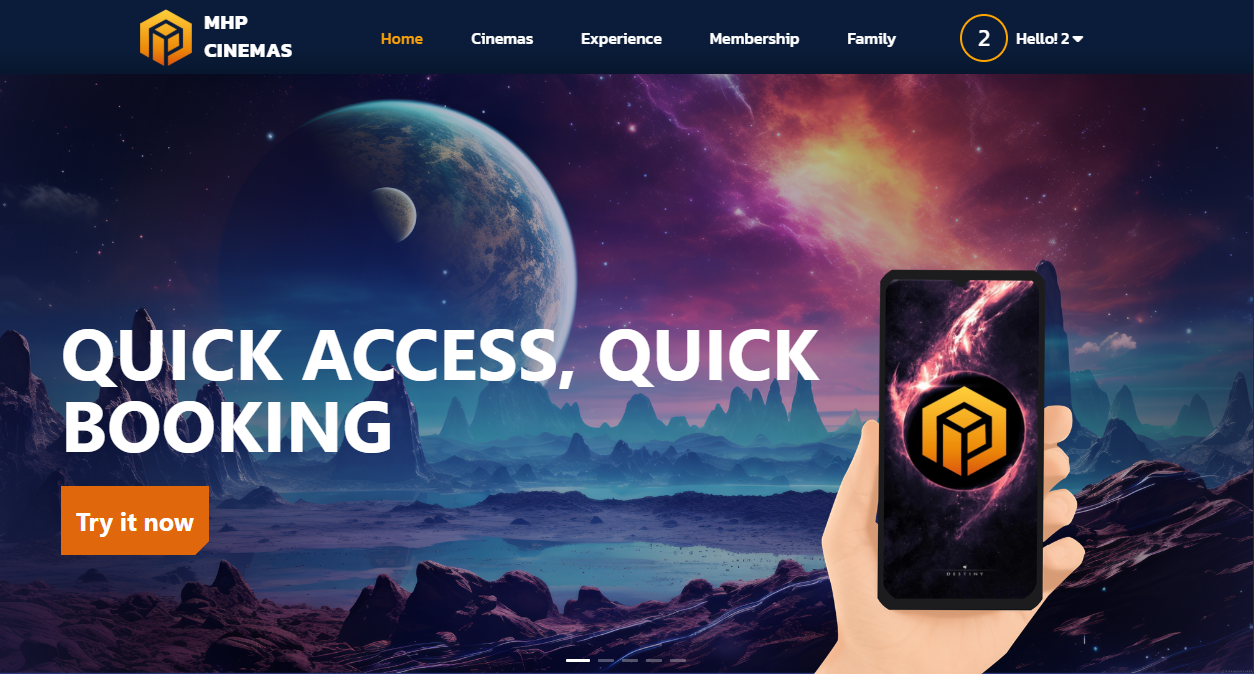 MHP
CINEMAS
Home Cinemas Experience Membership Family 2 Hello! 2
QUICK ACCESS, QUICK
BOOKING
Try it now
DESTINY